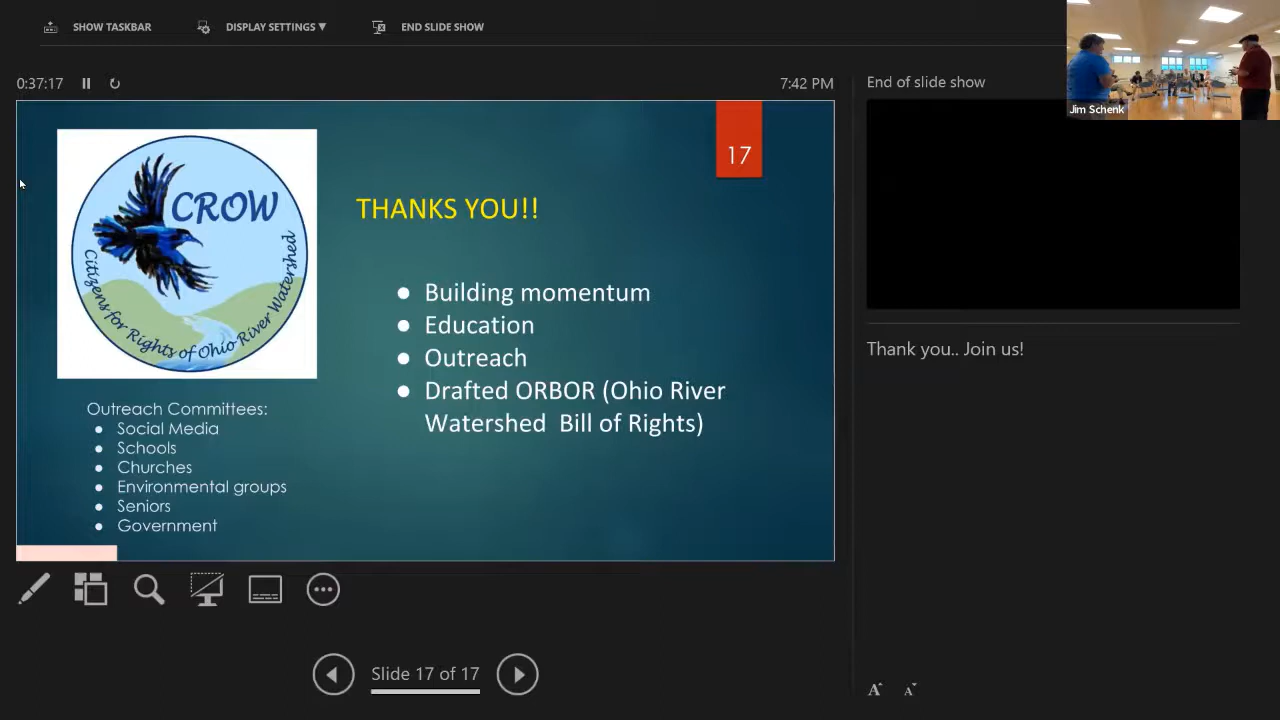 SHOW TASKBAR
DISPLAY SETTINGS ▼
END SLIDE SHOW
0:37:17
7:42 PM
End of slide show
Jim Schenk
17
CROW
Citizens for Rights of Ohio River Watershed
THANKS YOU!!
● Building momentum
● Education
● Outreach
● Drafted ORBOR (Ohio River
Watershed Bill of Rights)
Outreach Committees:
● Social Media
● Schools
● Churches
● Environmental groups
● Seniors
● Government
Thank you.. Join us!
Slide 17 of 17
A A